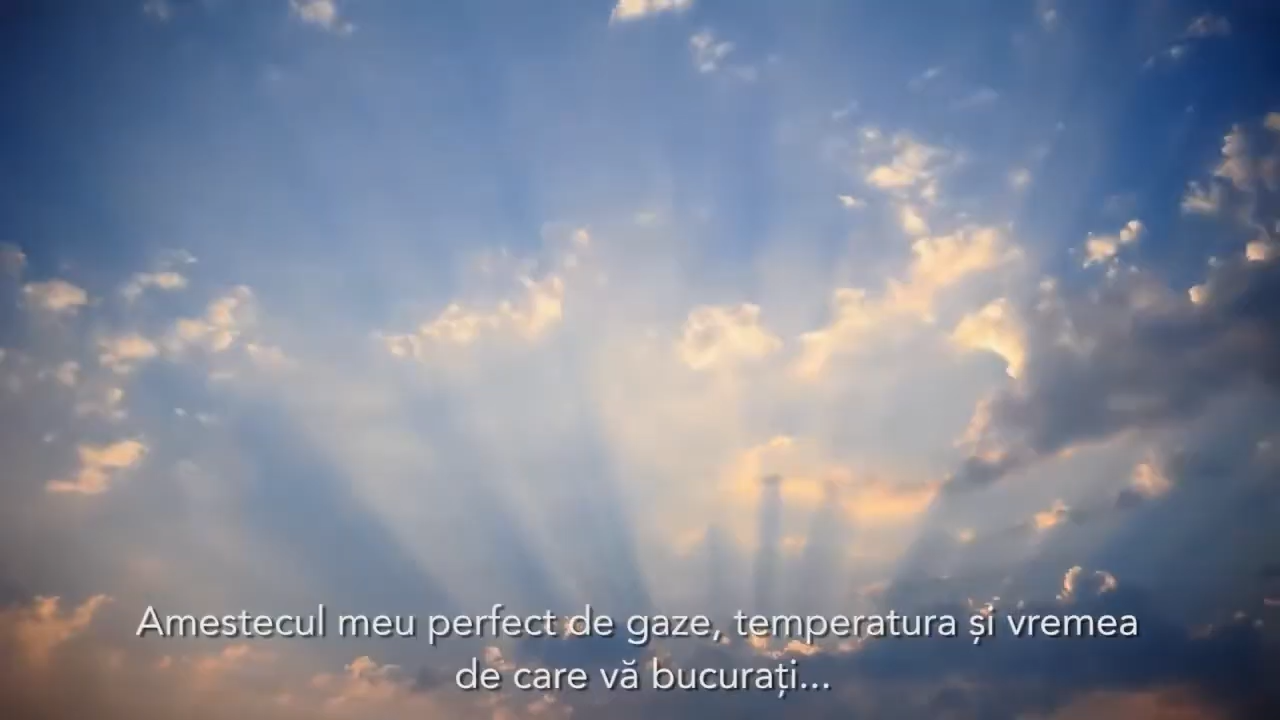 Amestecul meu perfect de gaze, temperatura și vremea
de care vă bucurați...